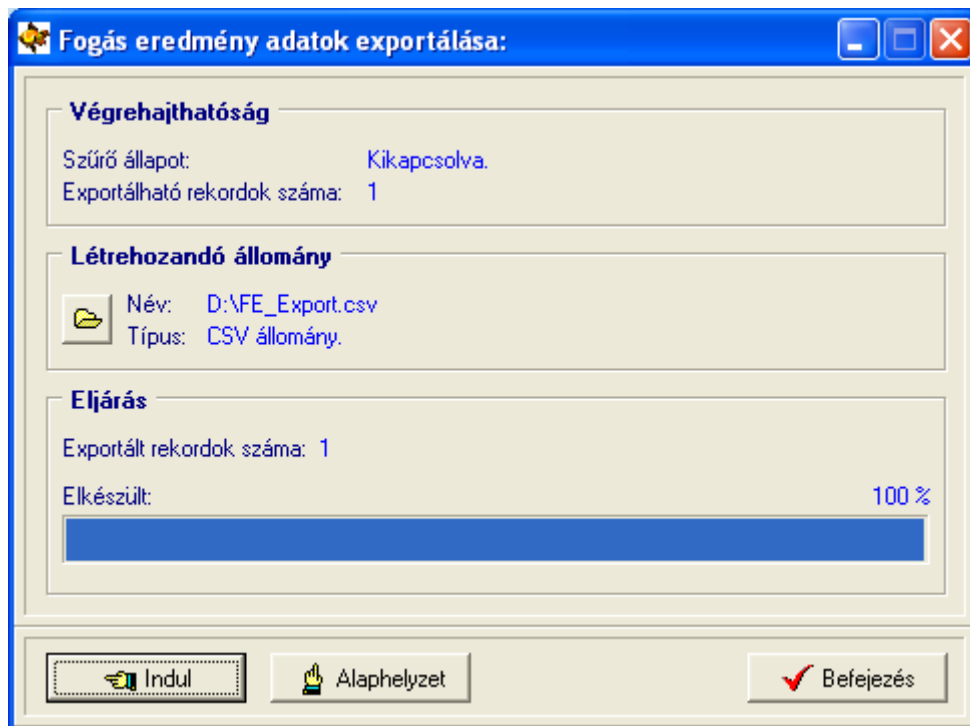 Fogás eredmény adatok exportálása:
Végrehajthatóság
Szűrő állapot: Kikapcsolva.
Exportálható rekordok száma: 1
Létrehozandó állomány
Név: D:\FE_Export.csv
Típus: CSV állomány.
Eljárás
Exportált rekordok száma: 1
Elkészült: 100 %
Indul Alaphelyzet Befejezés